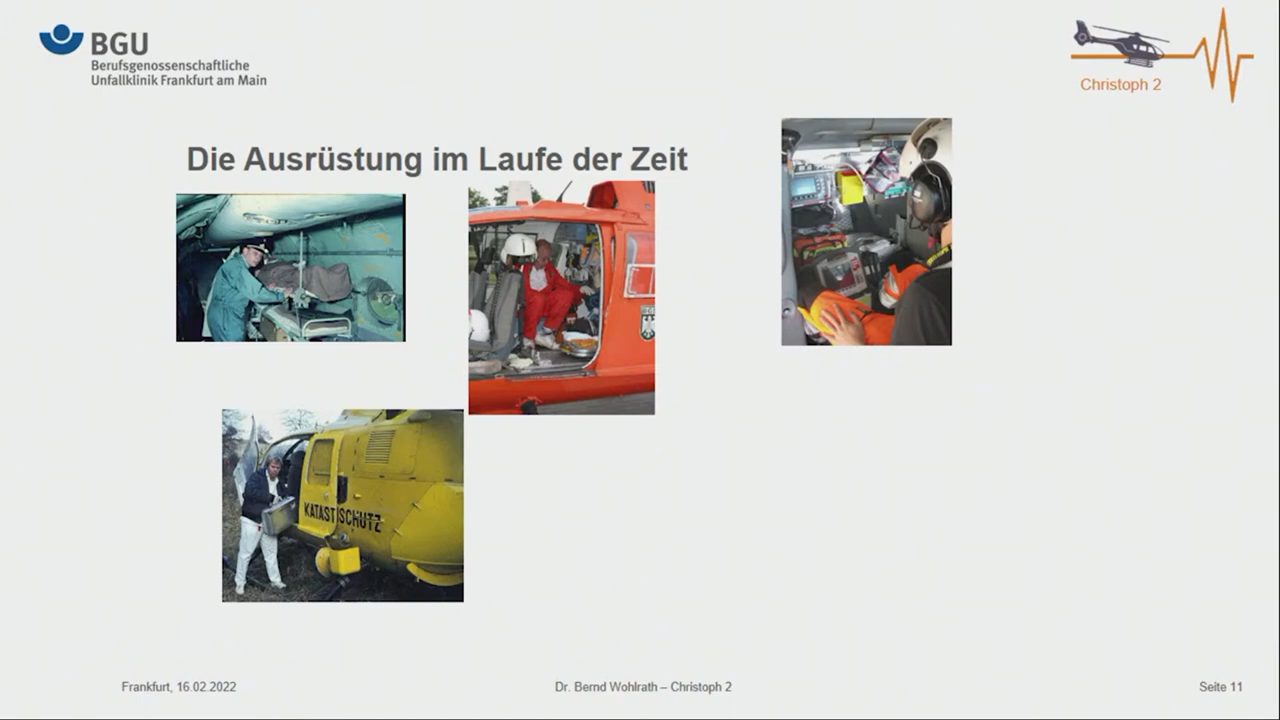 BGU
Berufsgenossenschaftliche
Unfallklinik Frankfurt am Main
Christoph 2
Die Ausrüstung im Laufe der Zeit
KATASTSCHUTZ
Frankfurt, 16.02.2022
Dr. Bernd Wohlrath – Christoph 2
Seite 11